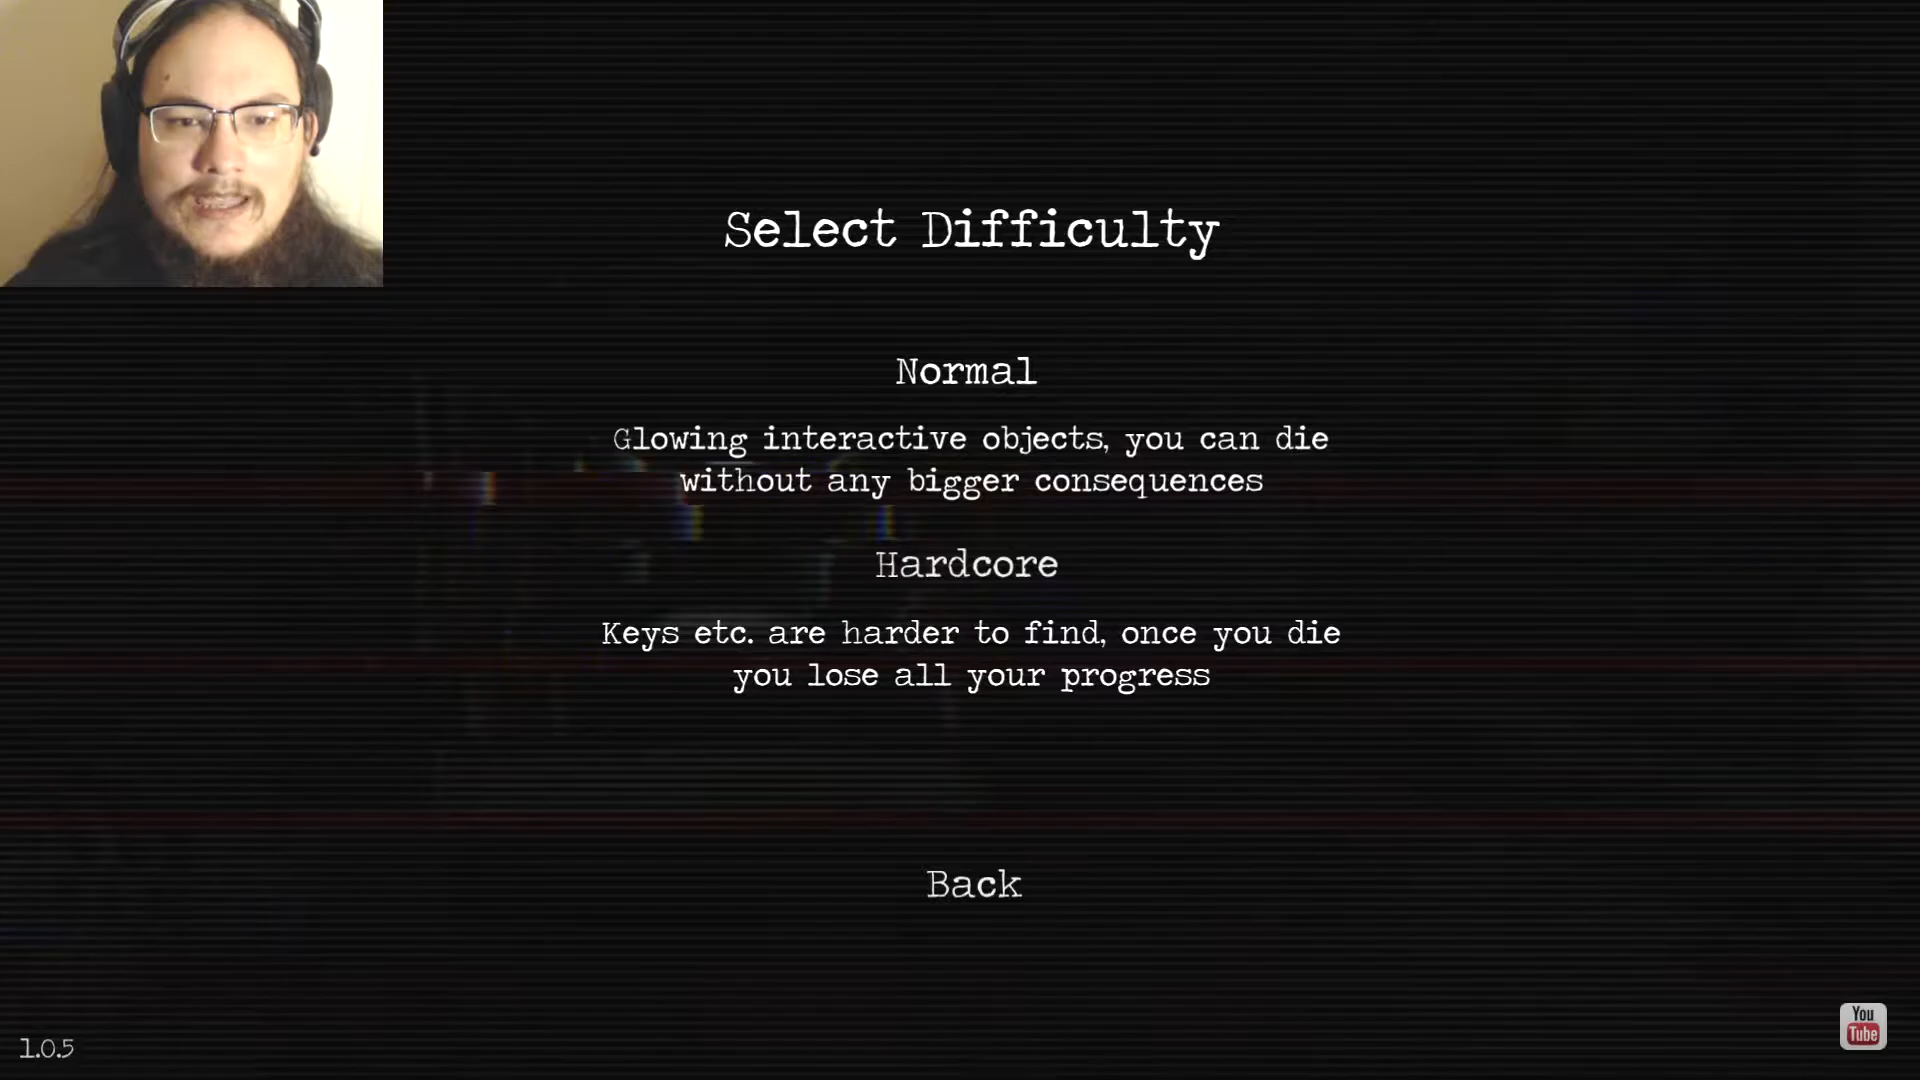 Select Difficulty
Normal
Glowing interactive objects, you can die
without any bigger consequences
Hardcore
Keys etc. are harder to find, once you die
you lose all your progress
Back
1.0.5
You
Tube